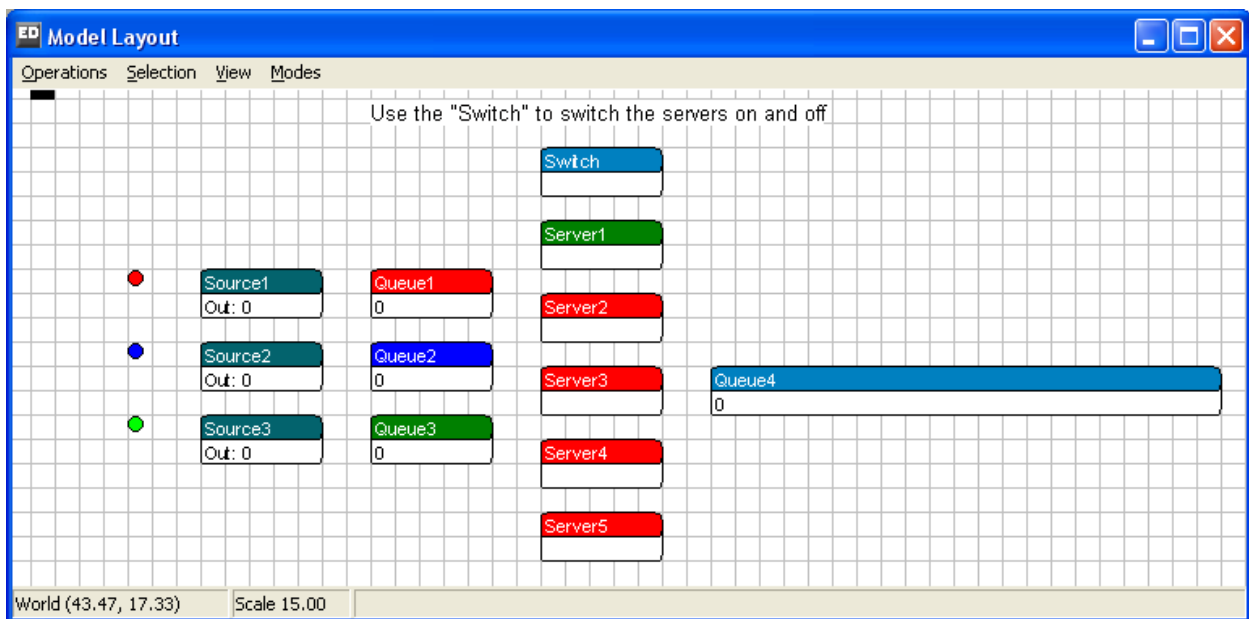 ED Model Layout
Operations Selection View Modes
Use the "Switch" to switch the servers on and off
Switch
Server1
Source1 Queue1
Out: 0 0
Server2
Source2 Queue2
Out: 0 0
Server3 Queue4
0
Source3 Queue3
Out: 0 0
Server4
Server5
World (43.47, 17.33) Scale 15.00